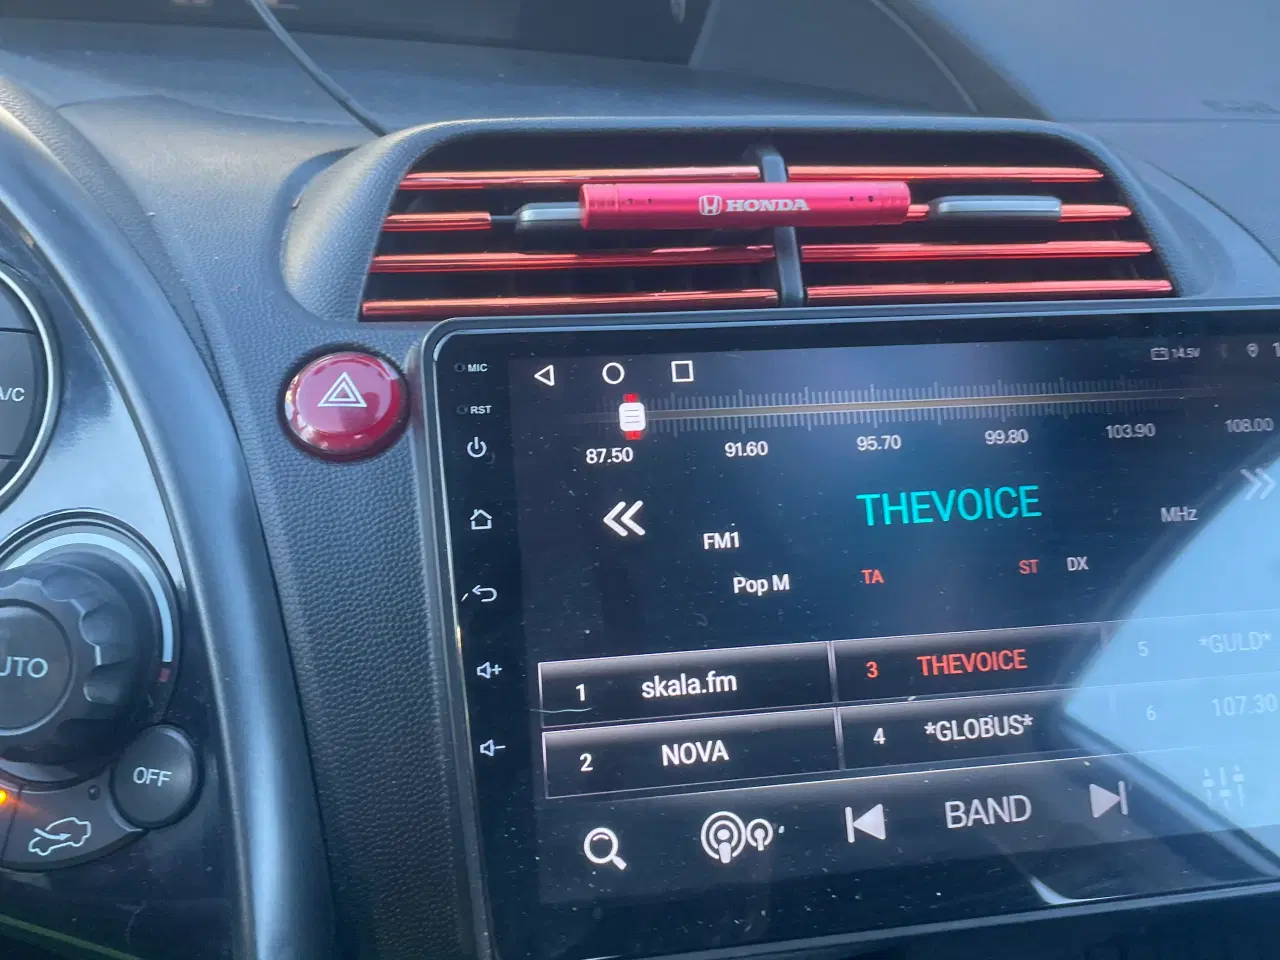 HONDA
MIC
14.5V
RST
87.50 91.60 95.70 99.80 103.90 108.00
THEVOICE
MHz
FM1
TA ST DX
Pop M
1 skala.fm
3 THEVOICE
5 *GULD*
2 NOVA
4 *GLOBUS*
6 107.30
BAND
A/C
UTO
OFF